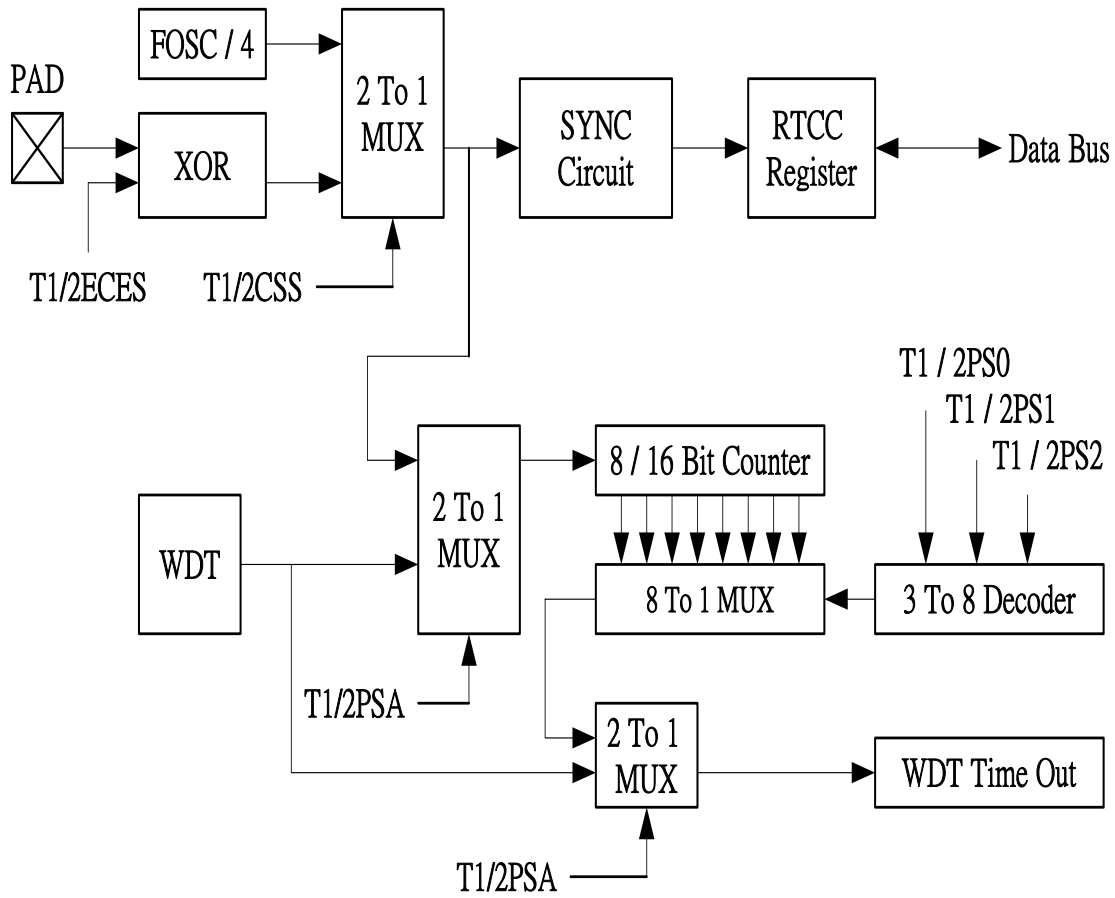 FOSC / 4
PAD
2 To 1
MUX
XOR
SYNC
Circuit
RTCC
Register
Data Bus
T1/2ECES
T1/2CSS
T1 / 2PS0
T1 / 2PS1
T1 / 2PS2
8 / 16 Bit Counter
2 To 1
MUX
WDT
8 To 1 MUX
3 To 8 Decoder
T1/2PSA
2 To 1
MUX
WDT Time Out
T1/2PSA